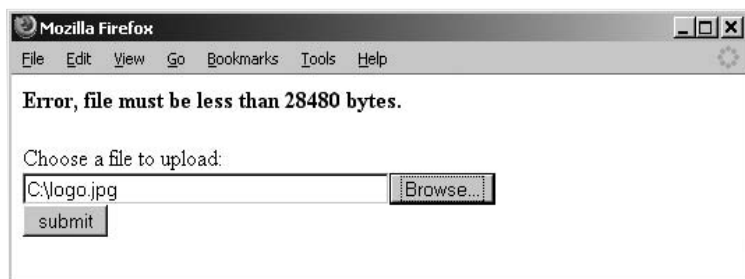 Mozilla Firefox
File Edit View Go Bookmarks Tools Help
Error, file must be less than 28480 bytes.
Choose a file to upload:
C:\logo.jpg Browse...
submit